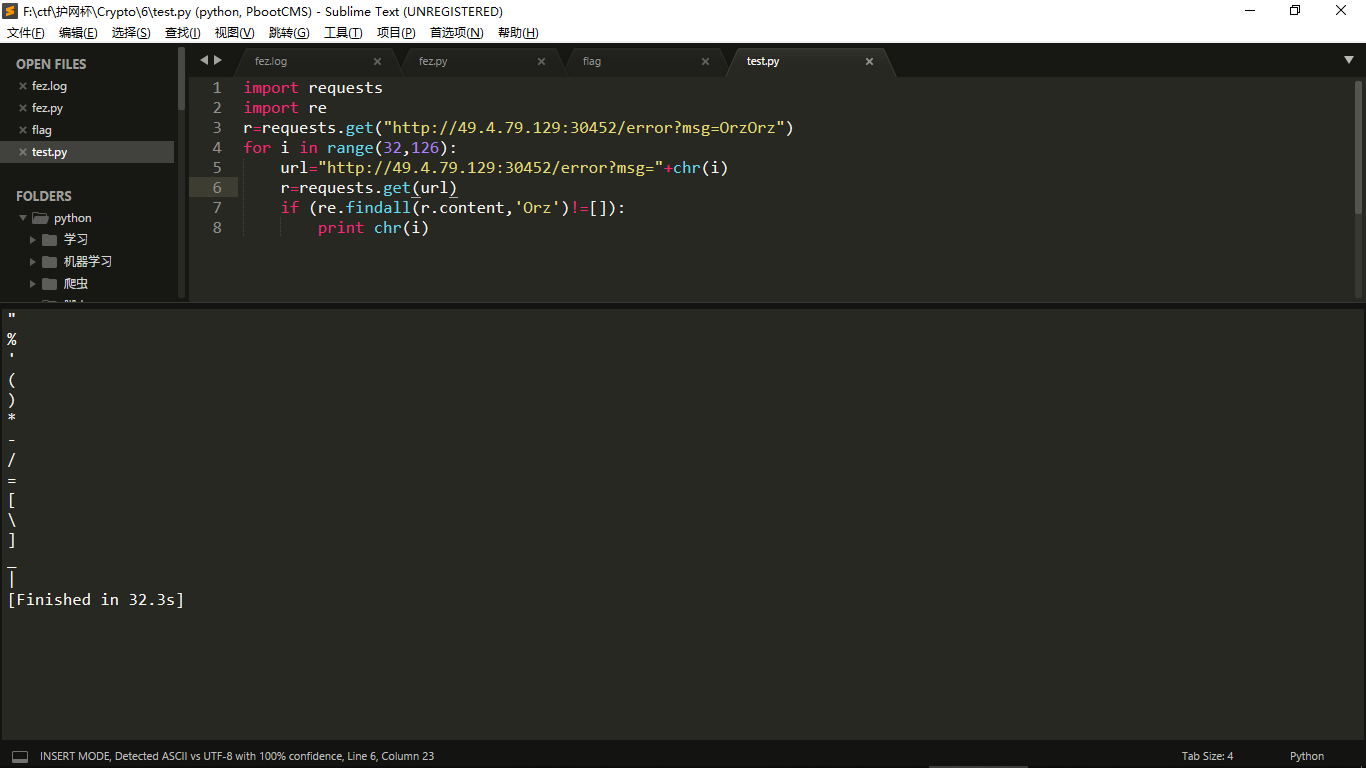 F:\ctf\护网杯\Crypto\6\test.py (python, PbootCMS) - Sublime Text (UNREGISTERED)
文件(F) 编辑(E) 选择(S) 查找(I) 视图(V) 跳转(G) 工具(T) 项目(P) 首选项(N) 帮助(H)
OPEN FILES
fez.log
fez.py
flag
test.py
FOLDERS
python
学习
机器学习
爬虫
fez.log fez.py flag test.py
1 import requests
2 import re
3 r=requests.get("http://49.4.79.129:30452/error?msg=OrzOrz")
4 for i in range(32,126):
5     url="http://49.4.79.129:30452/error?msg="+chr(i)
6     r=requests.get(url)
7     if (re.findall(r.content,'Orz')!=[]):
8         print chr(i)
"
%
'
(
)
*
-
/
=
[
\
]
_
|
[Finished in 32.3s]
INSERT MODE, Detected ASCII vs UTF-8 with 100% confidence, Line 6, Column 23 Tab Size: 4 Python